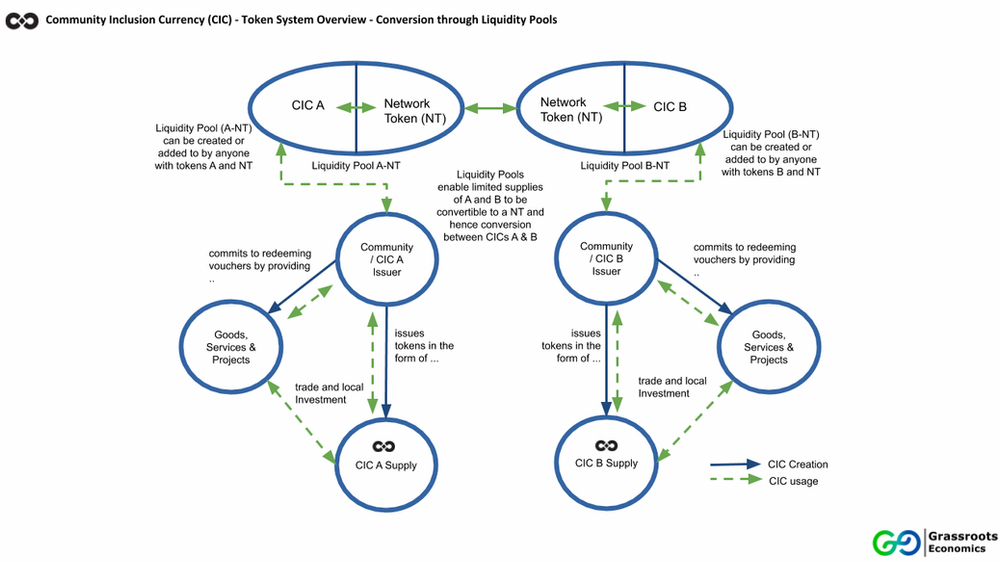 Community Inclusion Currency (CIC) - Token System Overview - Conversion through Liquidity Pools
CIC A
Network
Token (NT)
Network
Token (NT)
CIC B
Liquidity Pool (A-NT)
can be created or
added to by anyone
with tokens A and NT
Liquidity Pool A-NT
Liquidity Pool B-NT
Liquidity Pool (B-NT)
can be created or
added to by anyone
with tokens B and NT
Liquidity Pools
enable limited supplies
of A and B to be
convertible to a NT and
hence conversion
between CICs A & B
Community
/ CIC A
Issuer
Community
/ CIC B
Issuer
commits to redeeming
vouchers by providing
..
commits to redeeming
vouchers by providing
..
Goods,
Services &
Projects
issues
tokens in the
form of ...
issues
tokens in the
form of ...
Goods,
Services &
Projects
trade and local
Investment
trade and local
Investment
CIC A Supply
CIC B Supply
CIC Creation
CIC usage
Grassroots
Economics